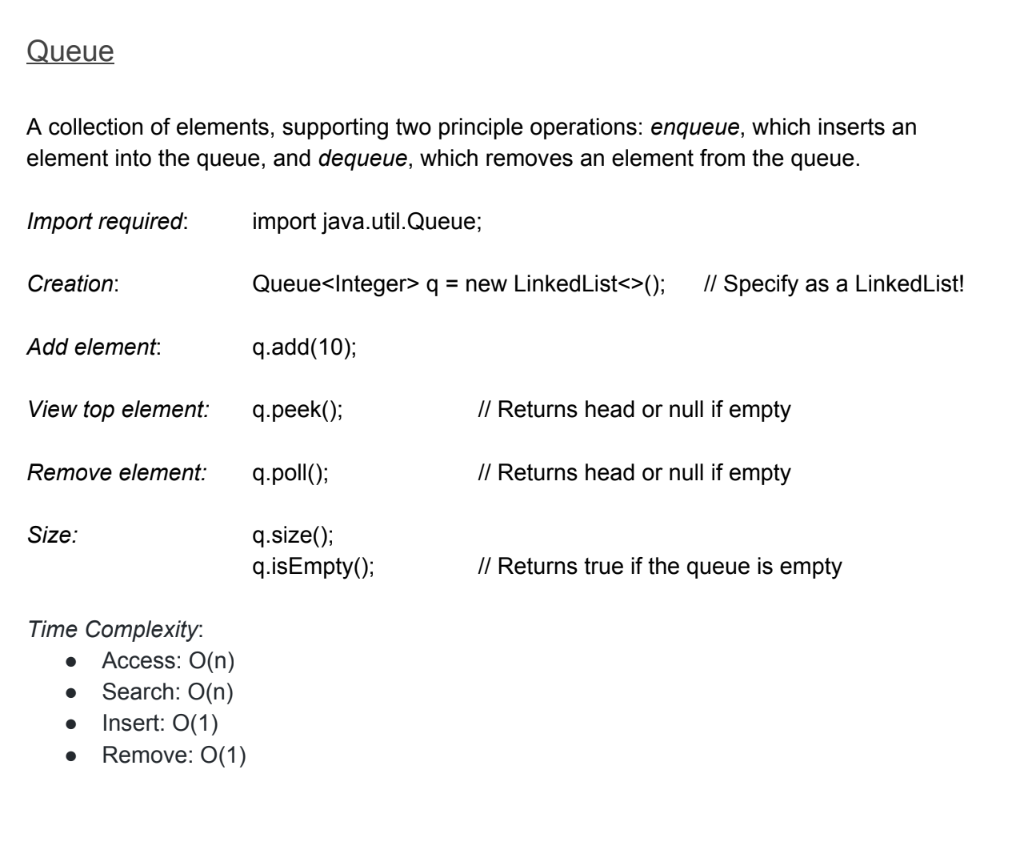 Queue
A collection of elements, supporting two principle operations: enqueue, which inserts an
element into the queue, and dequeue, which removes an element from the queue.
Import required: import java.util.Queue;
Creation: Queue<Integer> q = new LinkedList<>(); // Specify as a LinkedList!
Add element: q.add(10);
View top element: q.peek(); // Returns head or null if empty
Remove element: q.poll(); // Returns head or null if empty
Size: q.size();
q.isEmpty(); // Returns true if the queue is empty
Time Complexity:
● Access: O(n)
● Search: O(n)
● Insert: O(1)
● Remove: O(1)